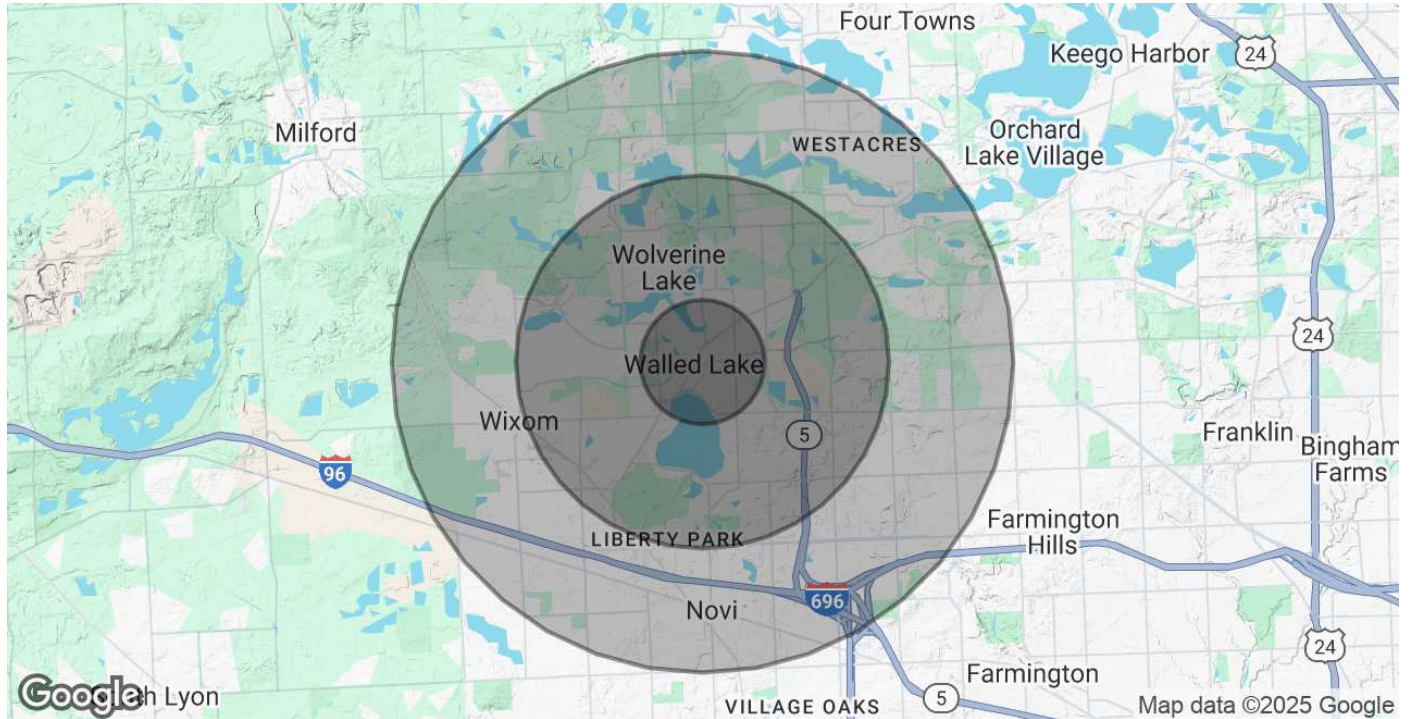 Four Towns
Keego Harbor
24
Milford
Orchard
Lake Village
WESTACRES
Wolverine
Lake
24
Walled Lake
Wixom
5
Franklin
Bingham
Farms
96
Farmington
Hills
LIBERTY PARK
696
Novi
24
Farmington
Google
South Lyon
VILLAGE OAKS
5
Map data ©2025 Google